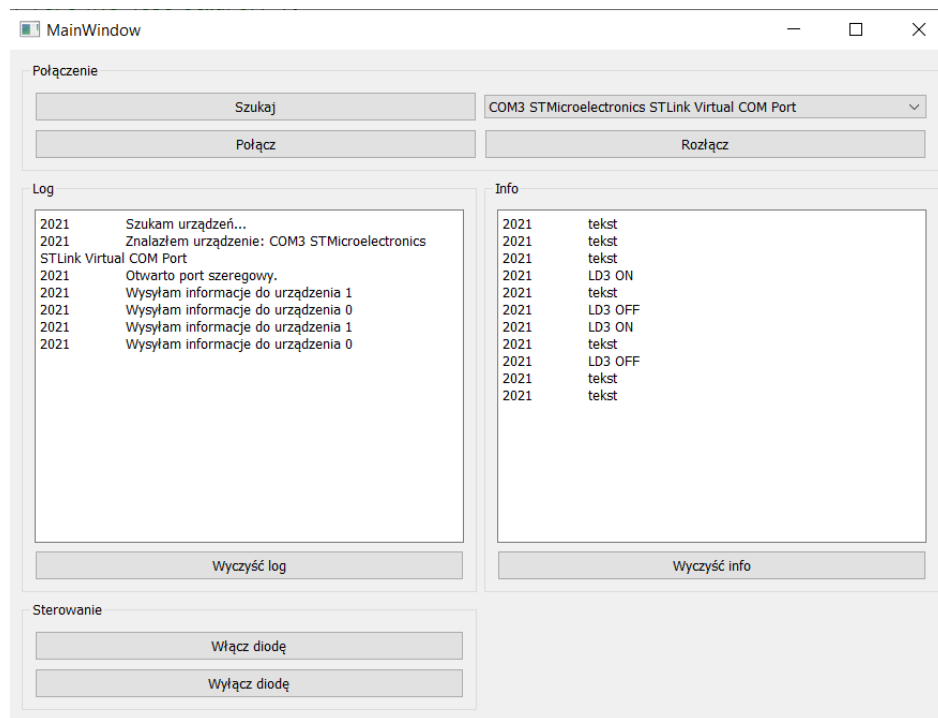 MainWindow
Połączenie
Szukaj
COM3 STMicroelectronics STLink Virtual COM Port
Połącz
Rozłącz
Log
Info
2021 Szukam urządzeń...
2021 Znalazłem urządzenie: COM3 STMicroelectronics
STLink Virtual COM Port
2021 Otwarto port szeregowy.
2021 Wysyłam informacje do urządzenia 1
2021 Wysyłam informacje do urządzenia 0
2021 Wysyłam informacje do urządzenia 1
2021 Wysyłam informacje do urządzenia 0
2021 tekst
2021 tekst
2021 tekst
2021 LD3 ON
2021 tekst
2021 LD3 OFF
2021 LD3 ON
2021 tekst
2021 LD3 OFF
2021 tekst
2021 tekst
Wyczyść log
Wyczyść info
Sterowanie
Włącz diodę
Wyłącz diodę